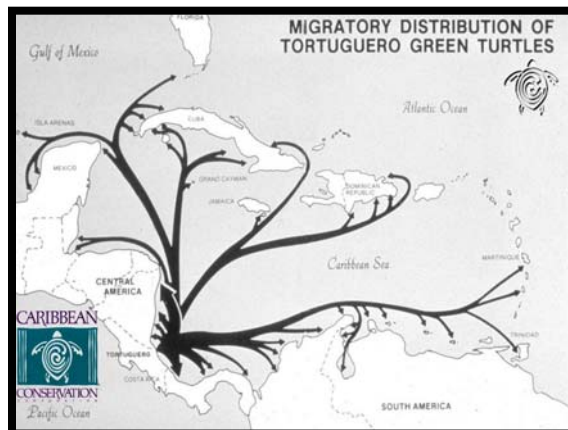 MIGRATORY DISTRIBUTION OF
TORTUGUERO GREEN TURTLES
FLORIDA
Gulf of Mexico
Atlantic Ocean
ISLA ARENAS
CUBA
MEXICO
GRAND CAYMAN
JAMAICA
DOMINICAN
REPUBLIC
Caribbean Sea
MARTINIQUE
CENTRAL
AMERICA
CARIBBEAN
CONSERVATION
TORTUGUERO
TRINIDAD
COSTA RICA
SOUTH AMERICA
Pacific Ocean